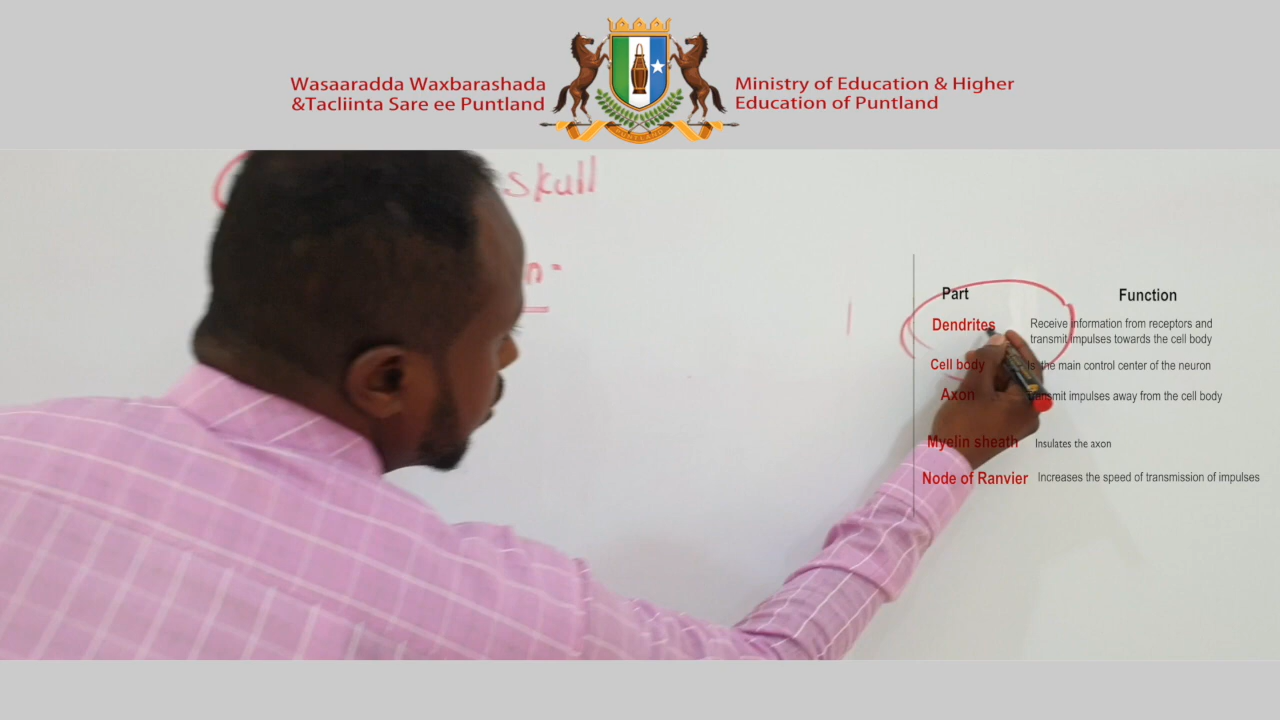 Wasaaradda Waxbarashada
&Tacliinta Sare ee Puntland
Ministry of Education & Higher
Education of Puntland
PUNTLAND
skull
Part Function
Dendrites Receive information from receptors and
transmit impulses towards the cell body
Cell body Is the main control center of the neuron
Axon Transmit impulses away from the cell body
Myelin sheath Insulates the axon
Node of Ranvier Increases the speed of transmission of impulses